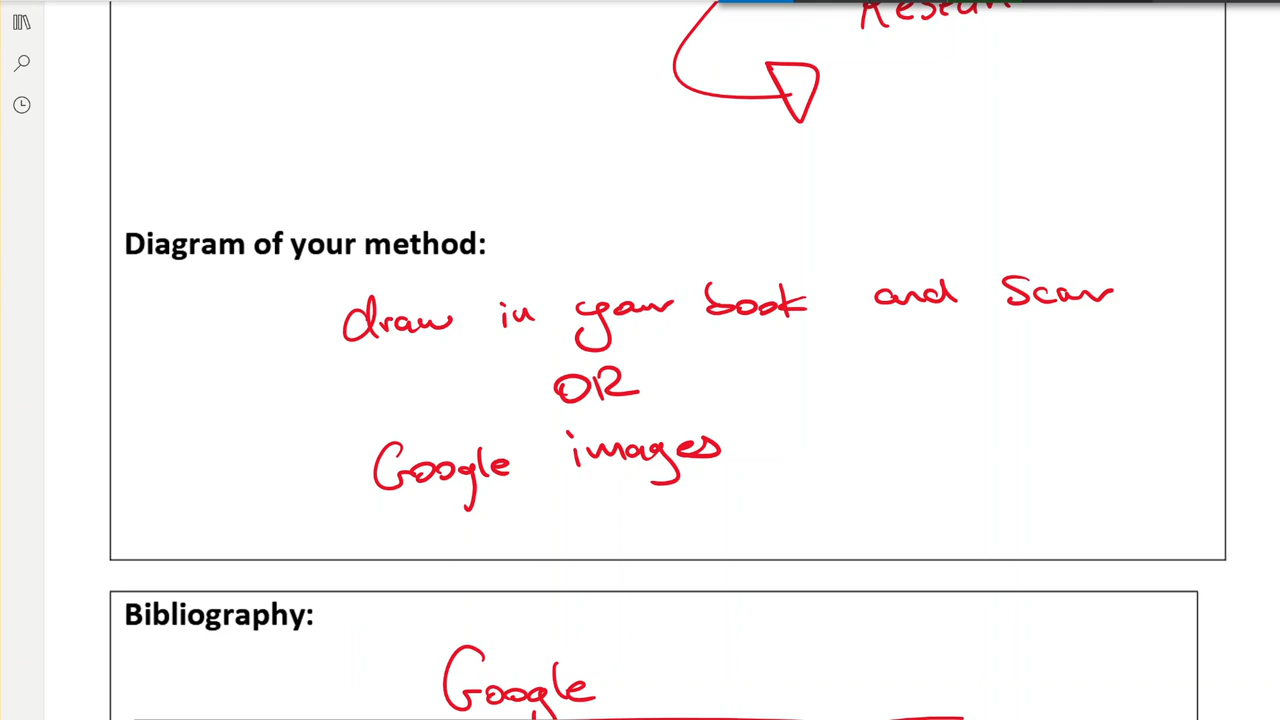 Diagram of your method:
draw in your book and scan
OR
Google images
Bibliography:
Google